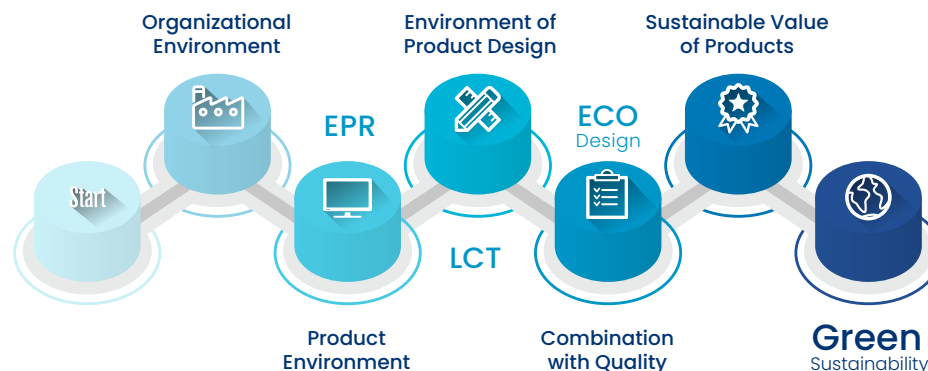 Organizational
Environment
Environment of
Product Design
Sustainable Value
of Products
EPR
ECO
Design
Start
LCT
Product
Environment
Combination
with Quality
Green
Sustainability